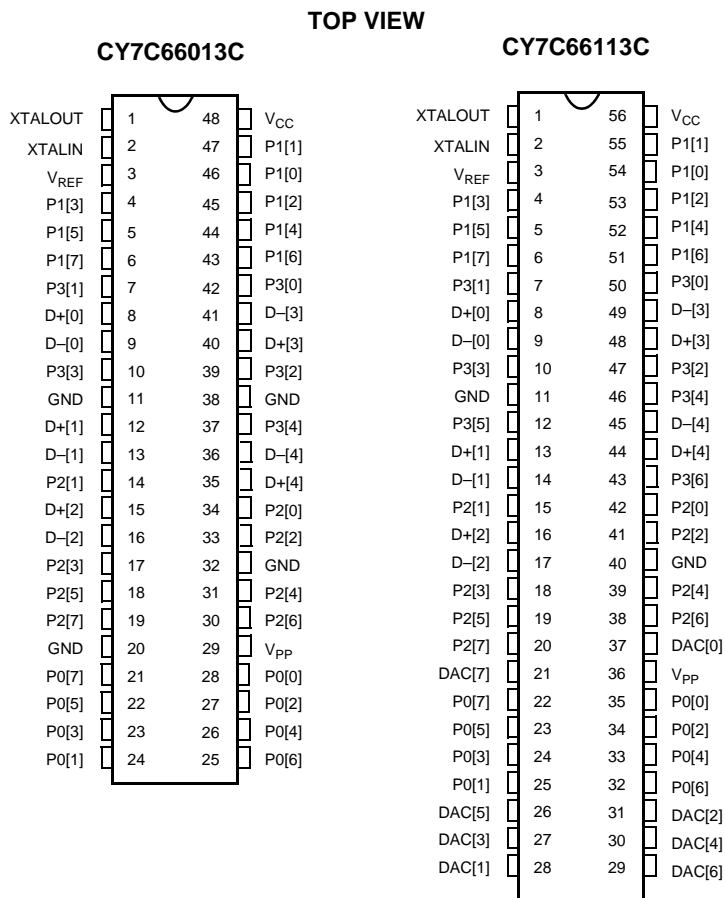 TOP VIEW
CY7C66013C
XTALOUT 1 48 VCC
XTALIN 2 47 P1[1]
VREF 3 46 P1[0]
P1[3] 4 45 P1[2]
P1[5] 5 44 P1[4]
P1[7] 6 43 P1[6]
P3[1] 7 42 P3[0]
D+[0] 8 41 D–[3]
D–[0] 9 40 D+[3]
P3[3] 10 39 P3[2]
GND 11 38 GND
D+[1] 12 37 P3[4]
D–[1] 13 36 D–[4]
P2[1] 14 35 D+[4]
D+[2] 15 34 P2[0]
D–[2] 16 33 P2[2]
P2[3] 17 32 GND
P2[5] 18 31 P2[4]
P2[7] 19 30 P2[6]
GND 20 29 VPP
P0[7] 21 28 P0[0]
P0[5] 22 27 P0[2]
P0[3] 23 26 P0[4]
P0[1] 24 25 P0[6]
CY7C66113C
XTALOUT 1 56 VCC
XTALIN 2 55 P1[1]
VREF 3 54 P1[0]
P1[3] 4 53 P1[2]
P1[5] 5 52 P1[4]
P1[7] 6 51 P1[6]
P3[1] 7 50 P3[0]
D+[0] 8 49 D–[3]
D–[0] 9 48 D+[3]
P3[3] 10 47 P3[2]
GND 11 46 P3[4]
P3[5] 12 45 D–[4]
D+[1] 13 44 D+[4]
D–[1] 14 43 P3[6]
P2[1] 15 42 P2[0]
D+[2] 16 41 P2[2]
D–[2] 17 40 GND
P2[3] 18 39 P2[4]
P2[5] 19 38 P2[6]
P2[7] 20 37 DAC[0]
DAC[7] 21 36 VPP
P0[7] 22 35 P0[0]
P0[5] 23 34 P0[2]
P0[3] 24 33 P0[4]
P0[1] 25 32 P0[6]
DAC[5] 26 31 DAC[2]
DAC[3] 27 30 DAC[4]
DAC[1] 28 29 DAC[6]